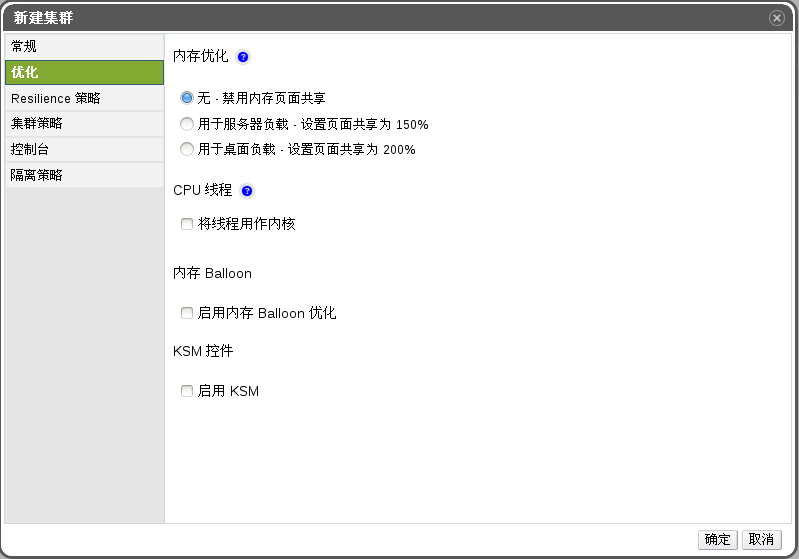 新建集群
常规
优化
Resilience 策略
集群策略
控制台
隔离策略
内存优化 ?
无 - 禁用内存页面共享
用于服务器负载 - 设置页面共享为 150%
用于桌面负载 - 设置页面共享为 200%
CPU 线程 ?
将线程用作内核
内存 Balloon
启用内存 Balloon 优化
KSM 控件
启用 KSM
确定 取消